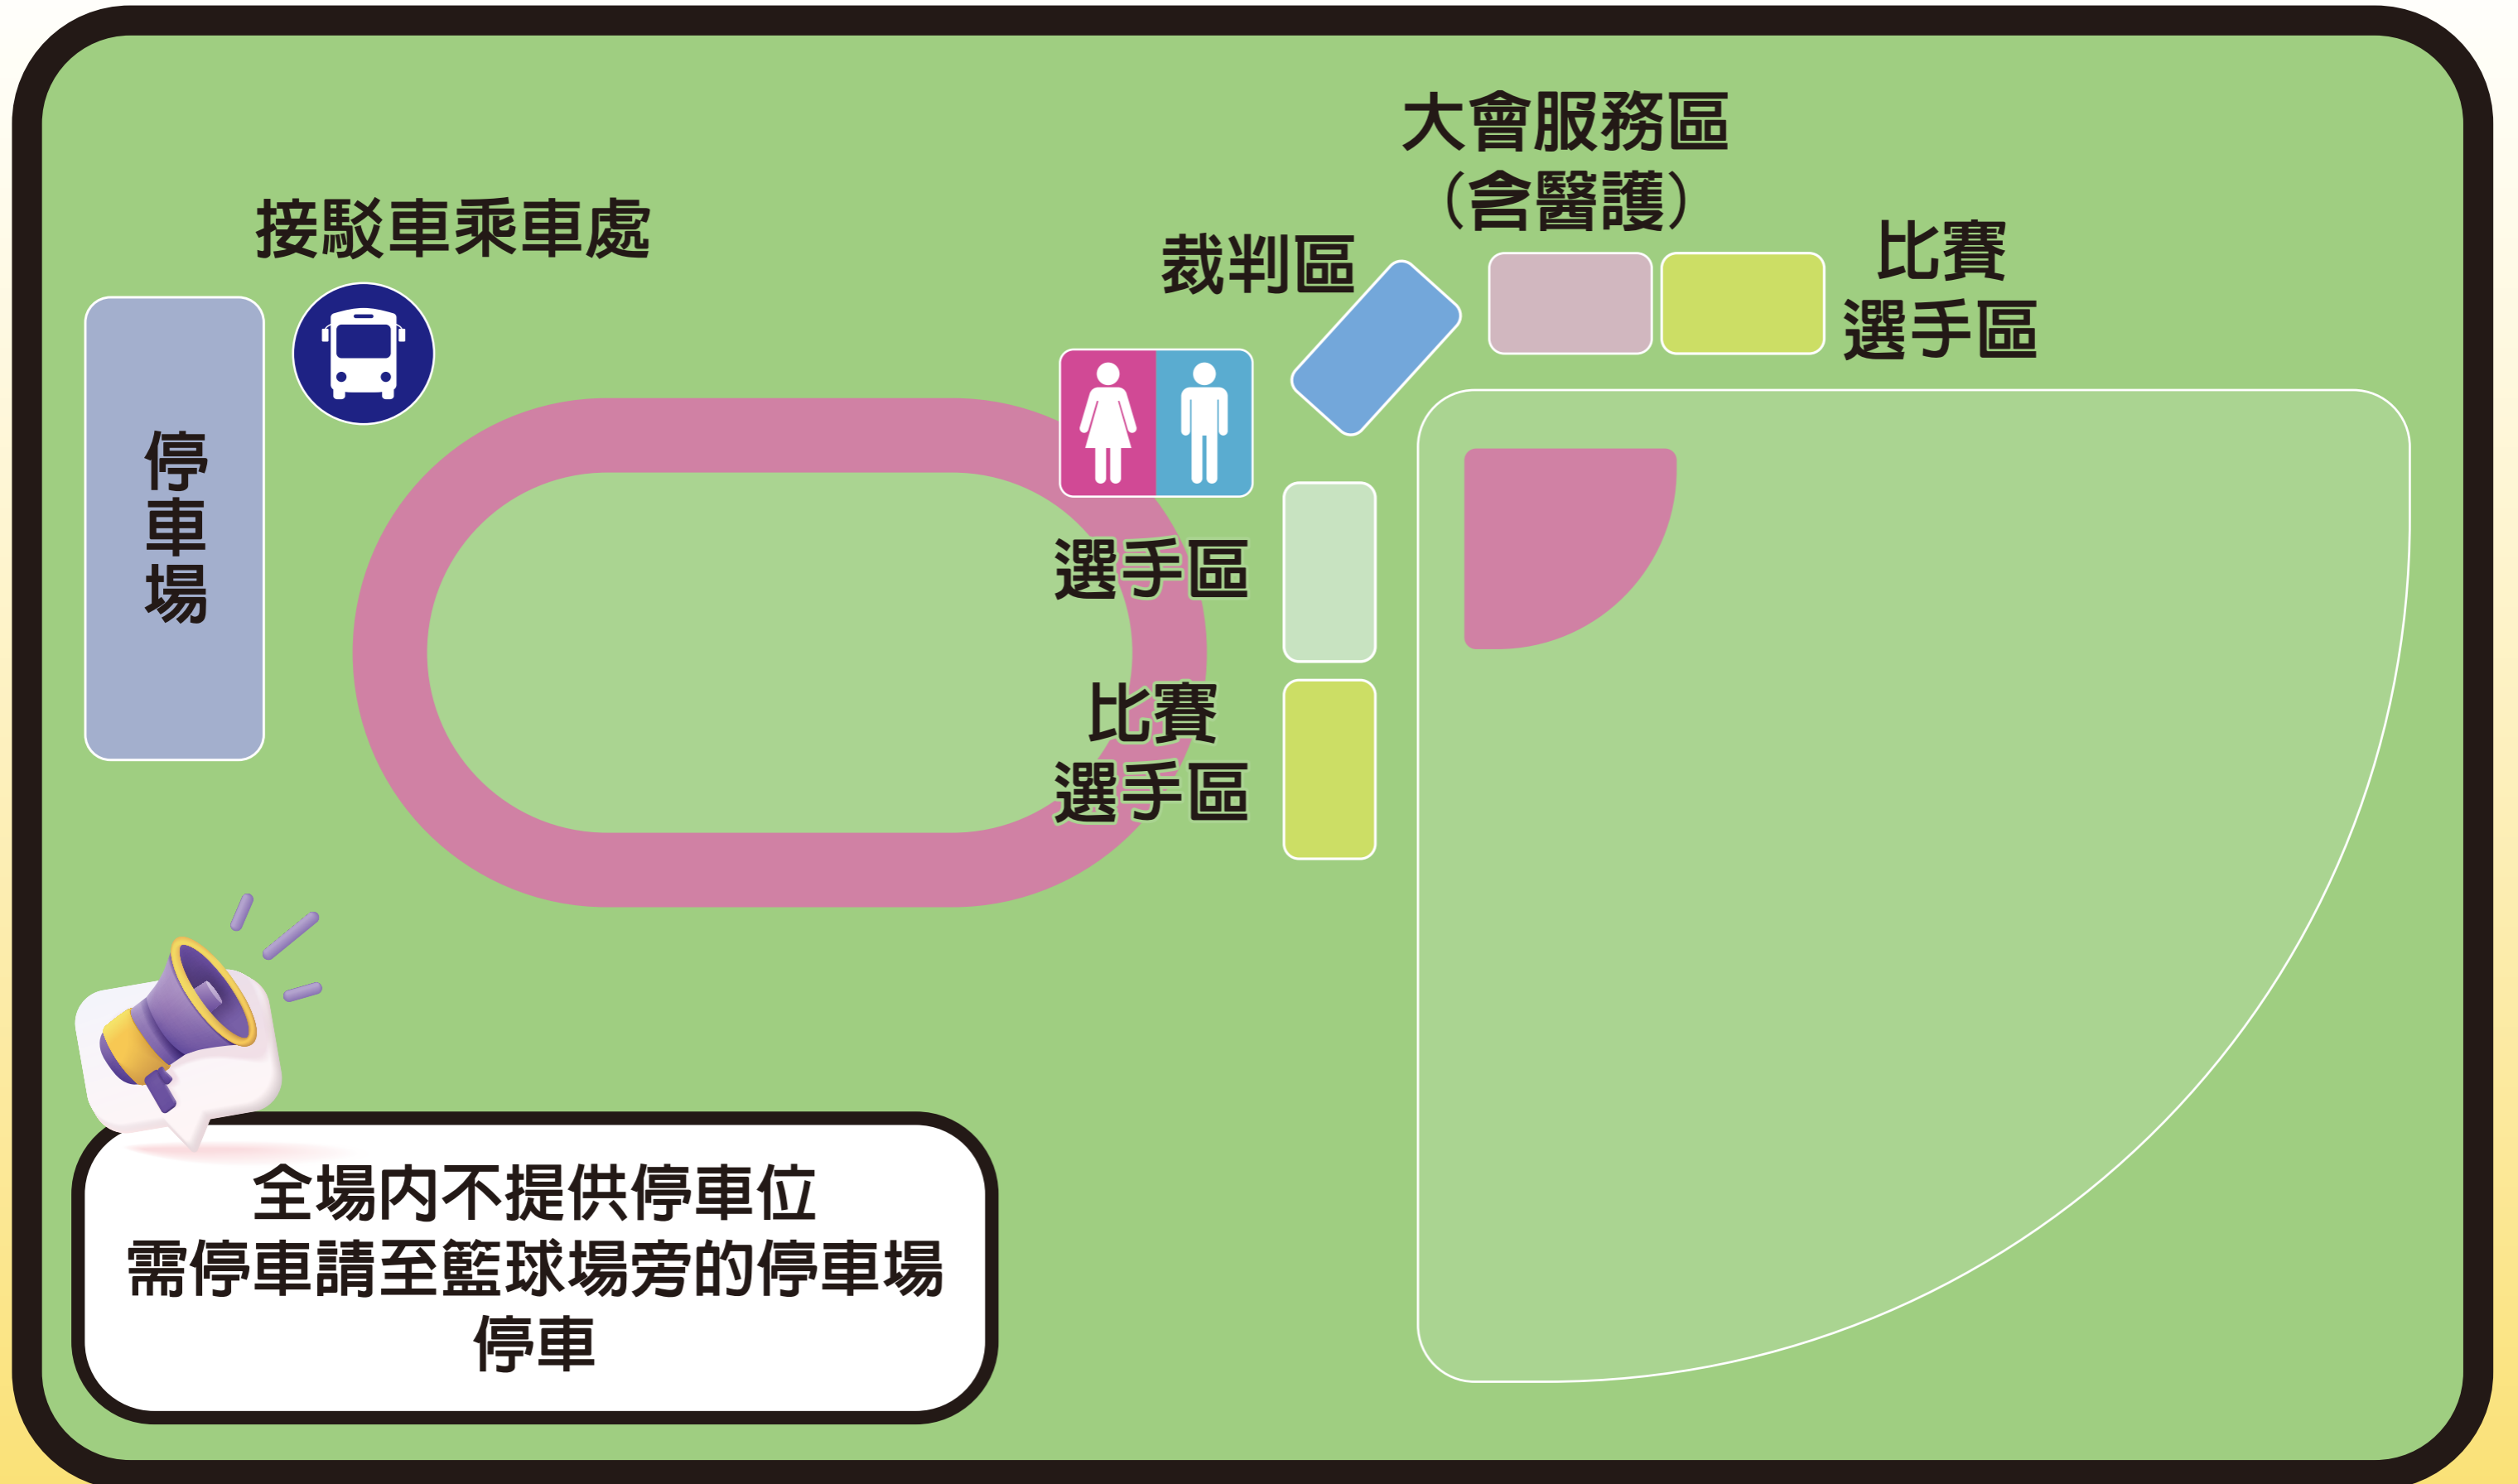 大會服務區
（含醫護）
接駁車乘車處
裁判區
比賽
選手區
停車場
選手區
比賽
選手區
全場内不提供停車位
需停車請至籃球場旁的停車場
停車